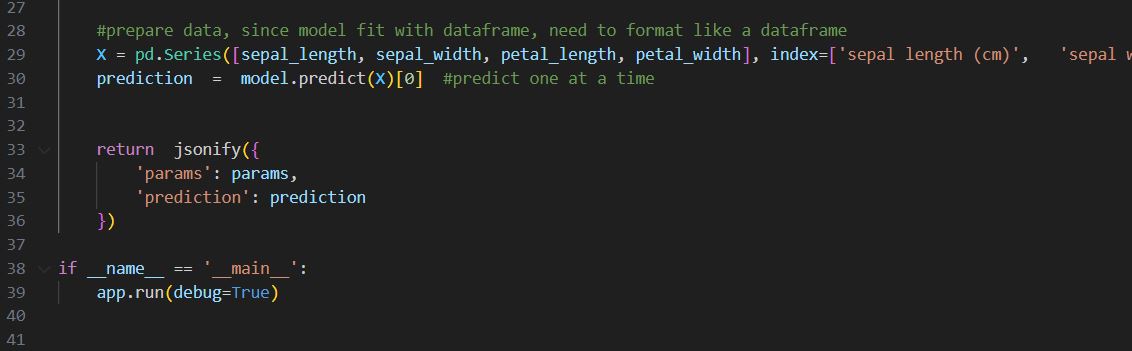 27
28 #prepare data, since model fit with dataframe, need to format like a dataframe
29 X = pd.Series([sepal_length, sepal_width, petal_length, petal_width], index=['sepal length (cm)', 'sepal
30 prediction = model.predict(X)[0] #predict one at a time
31
32
33 return jsonify({
34 'params': params,
35 'prediction': prediction
36 })
37
38 if __name__ == '__main__':
39 app.run(debug=True)
40
41